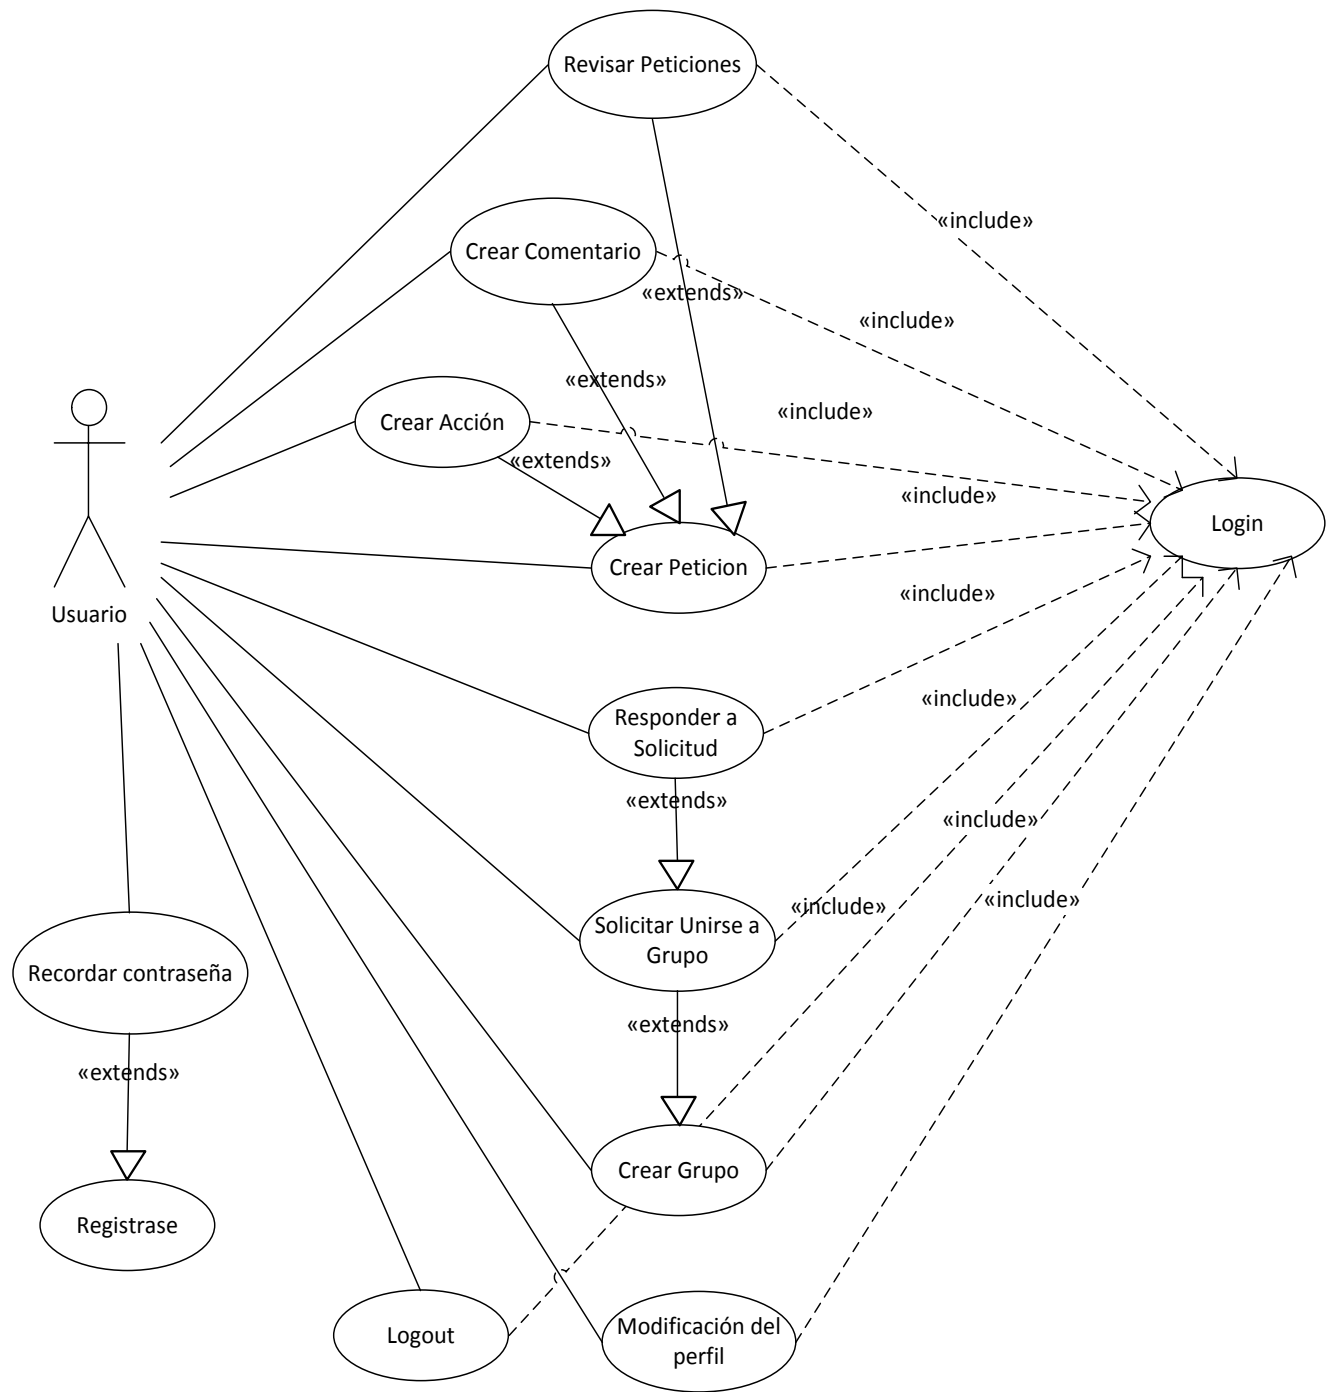 Revisar Peticiones
«include»
Crear Comentario
«extends»
«include»
«extends»
Crear Acción
«include»
«extends»
«include»
Login
Crear Peticion
«include»
Usuario
Responder a
Solicitud
«include»
«extends»
«include»
Solicitar Unirse a
Grupo
«include»
«include»
Recordar contraseña
«extends»
«extends»
Crear Grupo
Registrase
Logout
Modificación del
perfil